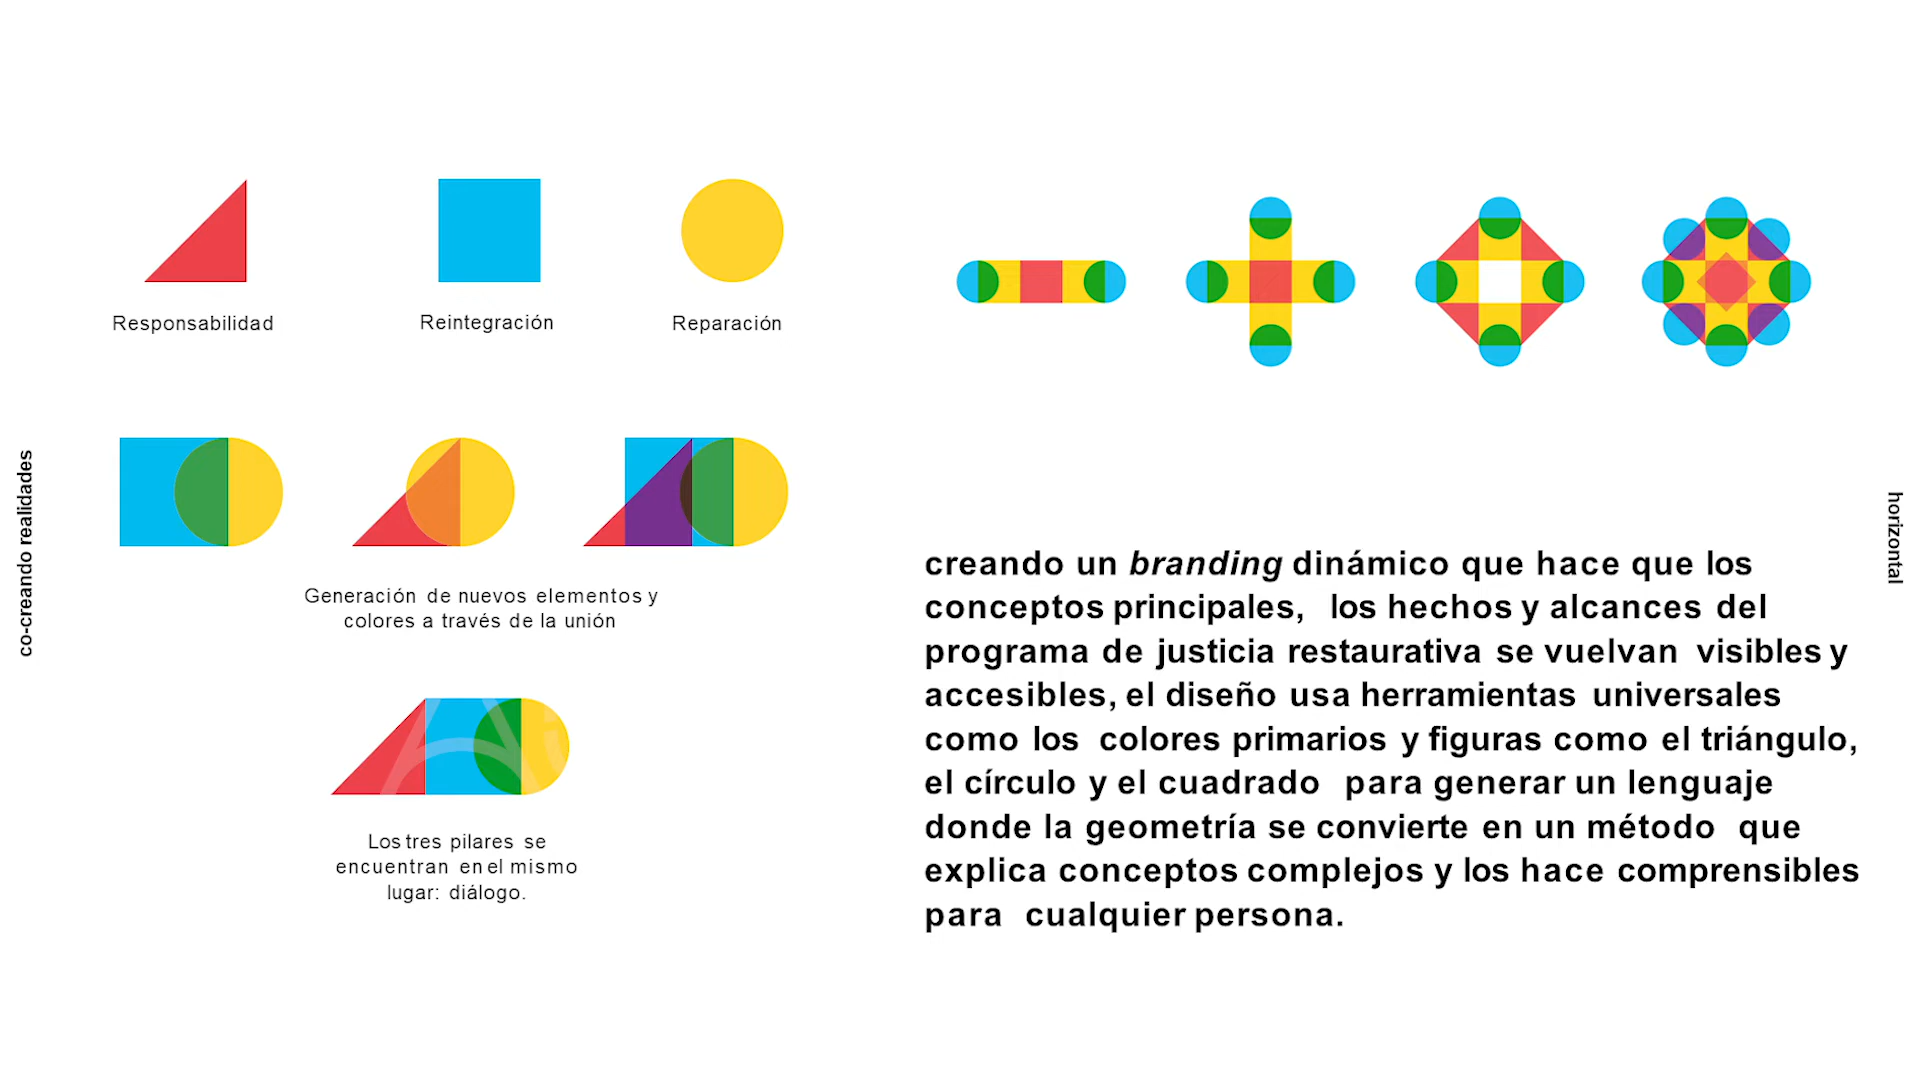 Responsabilidad
Reintegración
Reparación
Generación de nuevos elementos y
colores a través de la unión
Los tres pilares se
encuentran en el mismo
lugar: diálogo.
co-creando realidades
creando un branding dinámico que hace que los
conceptos principales, los hechos y alcances del
programa de justicia restaurativa se vuelvan visibles y
accesibles, el diseño usa herramientas universales
como los colores primarios y figuras como el triángulo,
el círculo y el cuadrado para generar un lenguaje
donde la geometría se convierte en un método que
explica conceptos complejos y los hace comprensibles
para cualquier persona.
horizontal